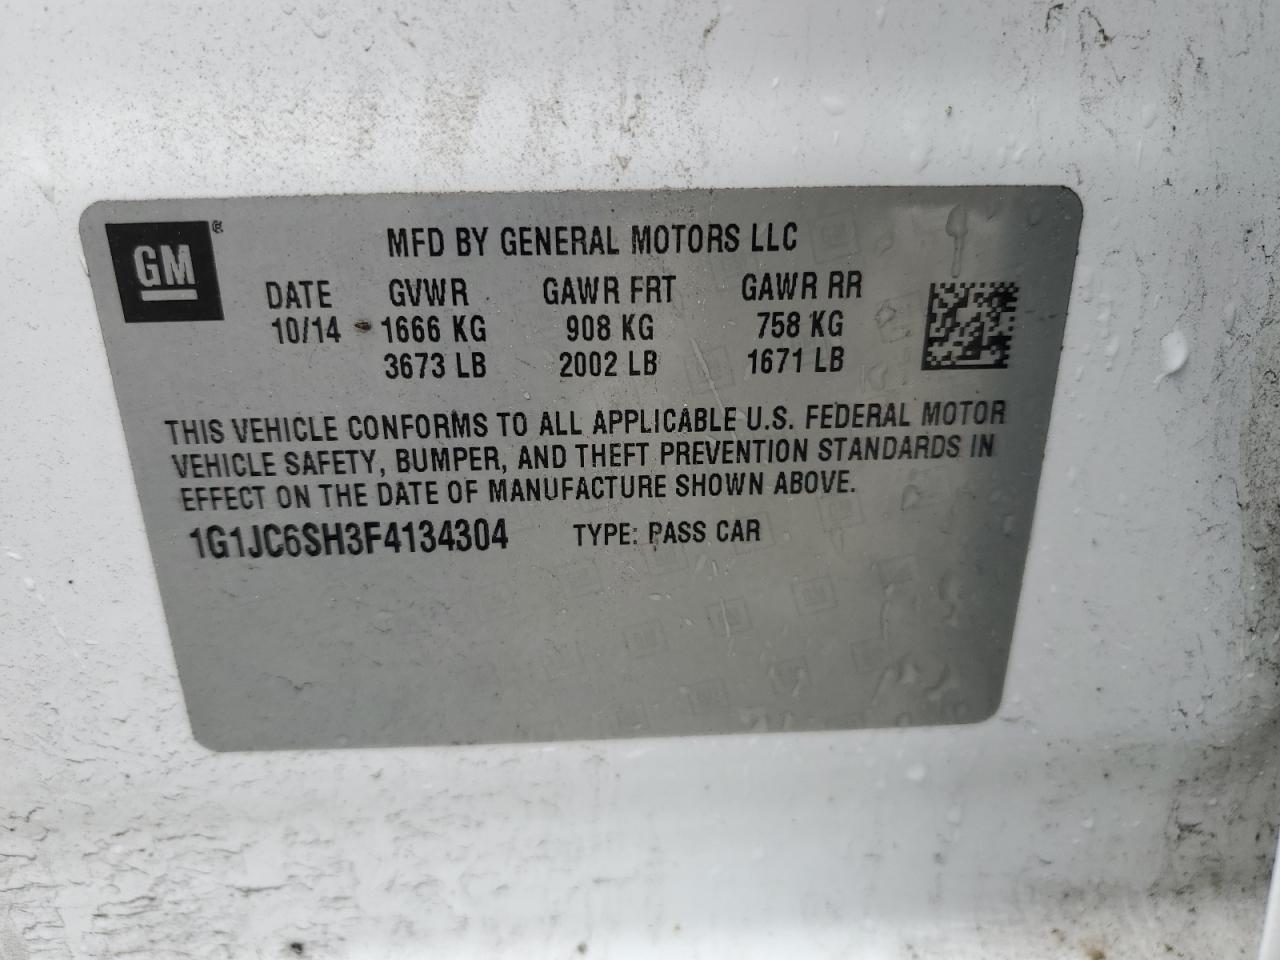 GM®
MFD BY GENERAL MOTORS LLC
DATE GVWR GAWR FRT GAWR RR
10/14 1666 KG 908 KG 758 KG
3673 LB 2002 LB 1671 LB
THIS VEHICLE CONFORMS TO ALL APPLICABLE U.S. FEDERAL MOTOR
VEHICLE SAFETY, BUMPER, AND THEFT PREVENTION STANDARDS IN
EFFECT ON THE DATE OF MANUFACTURE SHOWN ABOVE.
1G1JC6SH3F4134304 TYPE: PASS CAR